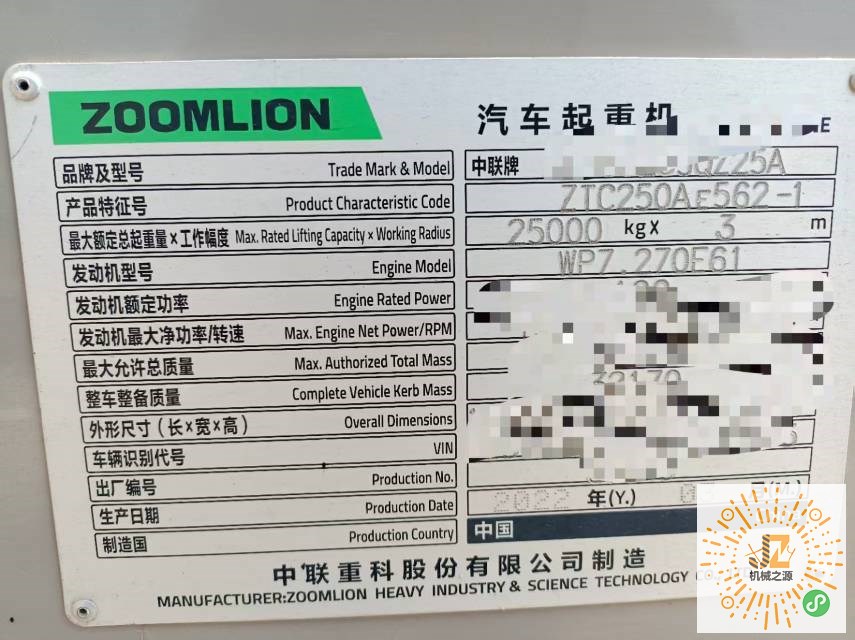 ZOOMLION 汽车起重机 E
品牌及型号 Trade Mark & Model 中联牌 QZ25A
产品特征号 Product Characteristic Code ZTC250AE562-1
最大额定总起重量×工作幅度 Max. Rated Lifting Capacity × Working Radius 25000 kg× 3 m
发动机型号 Engine Model WP7.270E61
发动机额定功率 Engine Rated Power
发动机最大净功率/转速 Max. Engine Net Power/RPM
最大允许总质量 Max. Authorized Total Mass
整车整备质量 Complete Vehicle Kerb Mass
外形尺寸(长×宽×高) Overall Dimensions
车辆识别代号 VIN
出厂编号 Production No.
生产日期 Production Date 2022 年(Y.)
制造国 Production Country 中国
中联重科股份有限公司制造
MANUFACTURER:ZOOMLION HEAVY INDUSTRY & SCIENCE TECHNOLOGY
机械之源